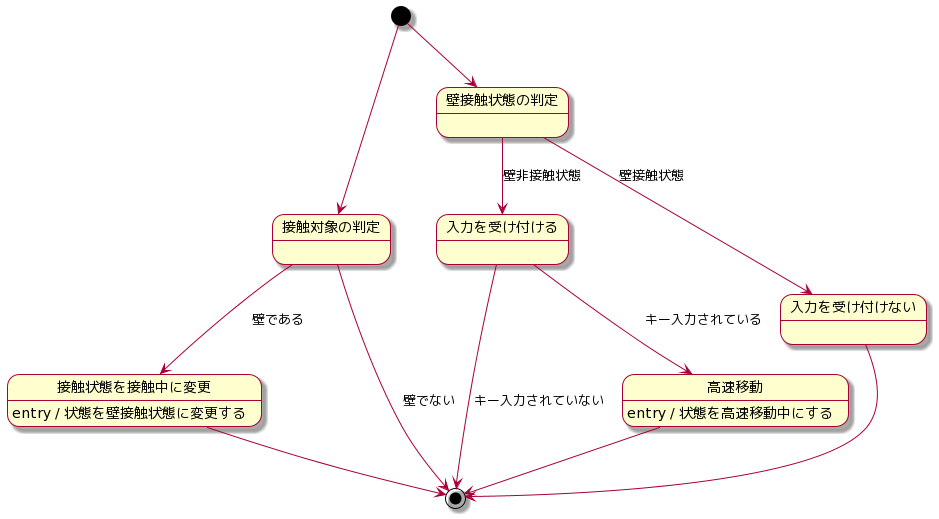 壁接触状態の判定
壁非接触状態
壁接触状態
接触対象の判定
入力を受け付ける
入力を受け付けない
壁である
キー入力されている
接触状態を接触中に変更
entry / 状態を壁接触状態に変更する
高速移動
entry / 状態を高速移動中にする
壁でない
キー入力されていない